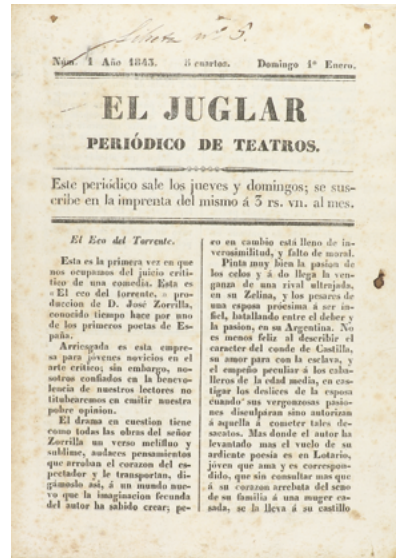 nº 5.
Núm. 1 Año 1843. 5 cuartos. Domingo 1º Enero.
EL JUGLAR
PERIÓDICO DE TEATROS.
Este periódico sale los jueves y domingos; se sus-
cribe en la imprenta del mismo á 3 rs. vn. al mes.
El Eco del Torrente.
Esta es la primera vez en que
nos ocupamos del juicio criti-
tico de una comedia. Esta es
«El eco del torrente,» pro-
duccion de D. José Zorrilla,
conocido tiempo hace por uno
de los primeros poetas de Es-
paña.
Arriesgada es esta empre-
sa para jóvenes novicios en el
arte crítico; sin embargo, no-
sotros confiados en la benevo-
lencia de nuestros lectores no
titubearemos en emitir nuestra
pobre opinion.
El drama en cuestion tiene
como todas las obras del señor
Zorrilla un verso melifluo y
sublime, audaces pensamientos
que arroban el corazon del es-
pectador y le transportan, di-
gámoslo asi, á un mundo nue-
vo que la imaginacion fecunda
del autor ha sabido crear; pe-
ro en cambio está lleno de in-
verosimilitud, y falto de moral.
Pinta muy bien la pasion de
los celos y á do llega la ven-
ganza de una rival ultrajada,
en su Zelina, y los pesares de
una esposa prócsima á ser in-
fiel, batallando entre el deber y
la pasion, en su Argentina. No
es menos feliz al describir el
caracter del conde de Castilla,
su amor para con la esclava, y
el empeño peculiar á los caba-
lleros de la edad media, en cas-
tigar los deslices de la esposa
cuando sus vergonzosas pasio-
nes disculpáran sino autorizan
á aquella á cometer tales de-
sacatos. Mas donde el autor ha
levantado mas el vuelo de su
ardiente poesía es en Lotario,
jóven que ama y es correspon-
dido, que sin consultar mas que
á su corazon arrebata del seno
de su familia á una muger ca-
sada, se la lleva á su castillo